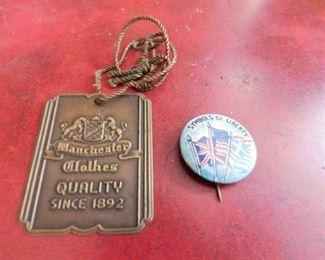 Manchester
Clothes
QUALITY
SINCE 1892
SYMBOLS OF LIBERTY